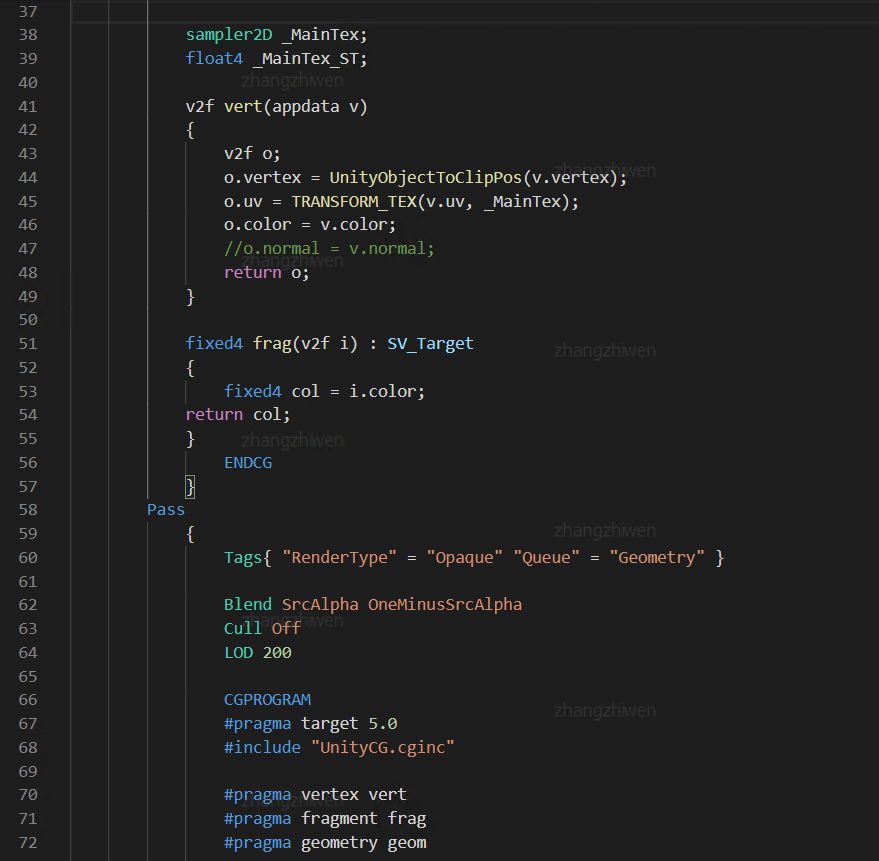 37
38 sampler2D _MainTex;
39 float4 _MainTex_ST;
40
zhangzhiwen
41 v2f vert(appdata v)
42 {
43 v2f o;
44 o.vertex = UnityObjectToClipPos(v.vertex);
zhangzhiwen
45 o.uv = TRANSFORM_TEX(v.uv, _MainTex);
46 o.color = v.color;
47 //o.normal = v.normal;
zhangzhiwen
48 return o;
49 }
50
51 fixed4 frag(v2f i) : SV_Target
zhangzhiwen
52 {
53 fixed4 col = i.color;
54 return col;
55 }
zhangzhiwen
56 ENDCG
57 }
58 Pass
59 {
zhangzhiwen
60 Tags{ "RenderType" = "Opaque" "Queue" = "Geometry" }
61
62 Blend SrcAlpha OneMinusSrcAlpha
zhangzhiwen
63 Cull Off
64 LOD 200
65
66 CGPROGRAM
zhangzhiwen
67 #pragma target 5.0
68 #include "UnityCG.cginc"
69
70 #pragma vertex vert
zhangzhiwen
71 #pragma fragment frag
72 #pragma geometry geom